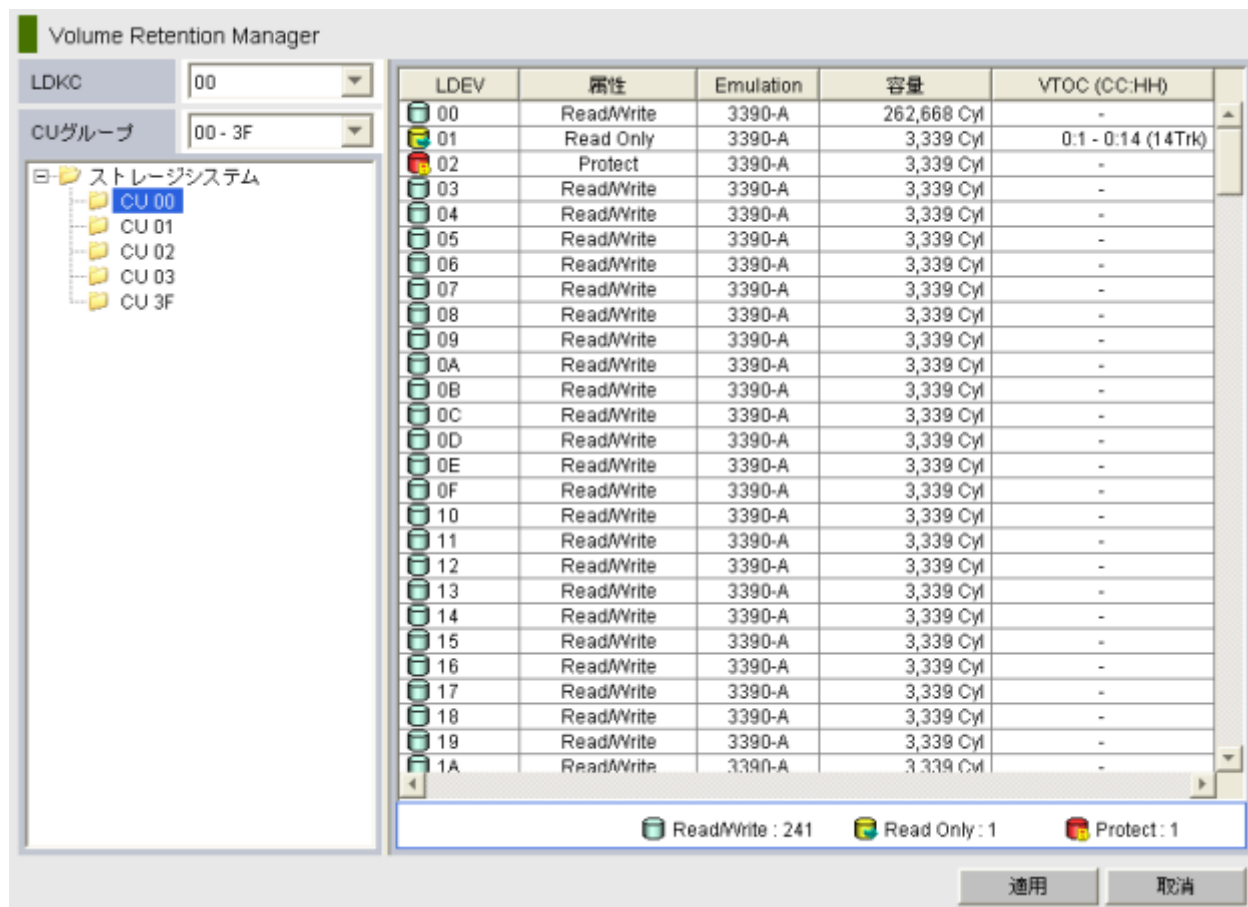 Volume Retention Manager
LDKC 00
CUグループ 00 - 3F
ストレージシステム
CU 00
CU 01
CU 02
CU 03
CU 3F
LDEV 属性 Emulation 容量 VTOC (CC:HH)
00 Read/Write 3390-A 262,668 Cyl -
01 Read Only 3390-A 3,339 Cyl 0:1 - 0:14 (14Trk)
02 Protect 3390-A 3,339 Cyl -
03 Read/Write 3390-A 3,339 Cyl -
04 Read/Write 3390-A 3,339 Cyl -
05 Read/Write 3390-A 3,339 Cyl -
06 Read/Write 3390-A 3,339 Cyl -
07 Read/Write 3390-A 3,339 Cyl -
08 Read/Write 3390-A 3,339 Cyl -
09 Read/Write 3390-A 3,339 Cyl -
0A Read/Write 3390-A 3,339 Cyl -
0B Read/Write 3390-A 3,339 Cyl -
0C Read/Write 3390-A 3,339 Cyl -
0D Read/Write 3390-A 3,339 Cyl -
0E Read/Write 3390-A 3,339 Cyl -
0F Read/Write 3390-A 3,339 Cyl -
10 Read/Write 3390-A 3,339 Cyl -
11 Read/Write 3390-A 3,339 Cyl -
12 Read/Write 3390-A 3,339 Cyl -
13 Read/Write 3390-A 3,339 Cyl -
14 Read/Write 3390-A 3,339 Cyl -
15 Read/Write 3390-A 3,339 Cyl -
16 Read/Write 3390-A 3,339 Cyl -
17 Read/Write 3390-A 3,339 Cyl -
18 Read/Write 3390-A 3,339 Cyl -
19 Read/Write 3390-A 3,339 Cyl -
1A Read/Write 3390-A 3,339 Cyl -
Read/Write : 241 Read Only : 1 Protect : 1
適用 取消